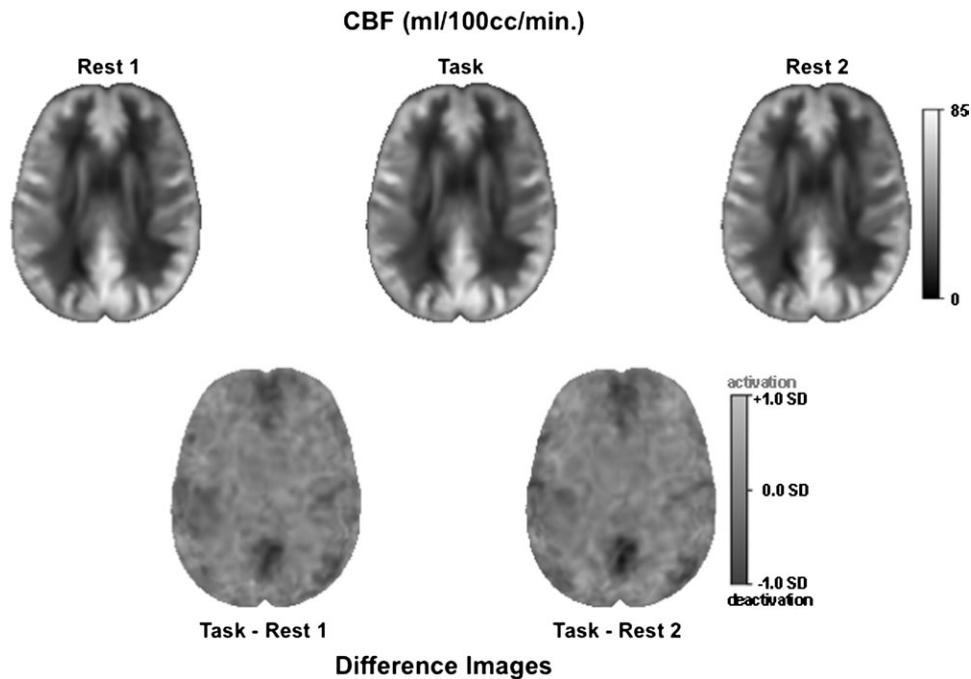 CBF (ml/100cc/min.)
Rest 1
Task
Rest 2
85
0
activation
+1.0 SD
0.0 SD
-1.0 SD
deactivation
Task - Rest 1
Task - Rest 2
Difference Images